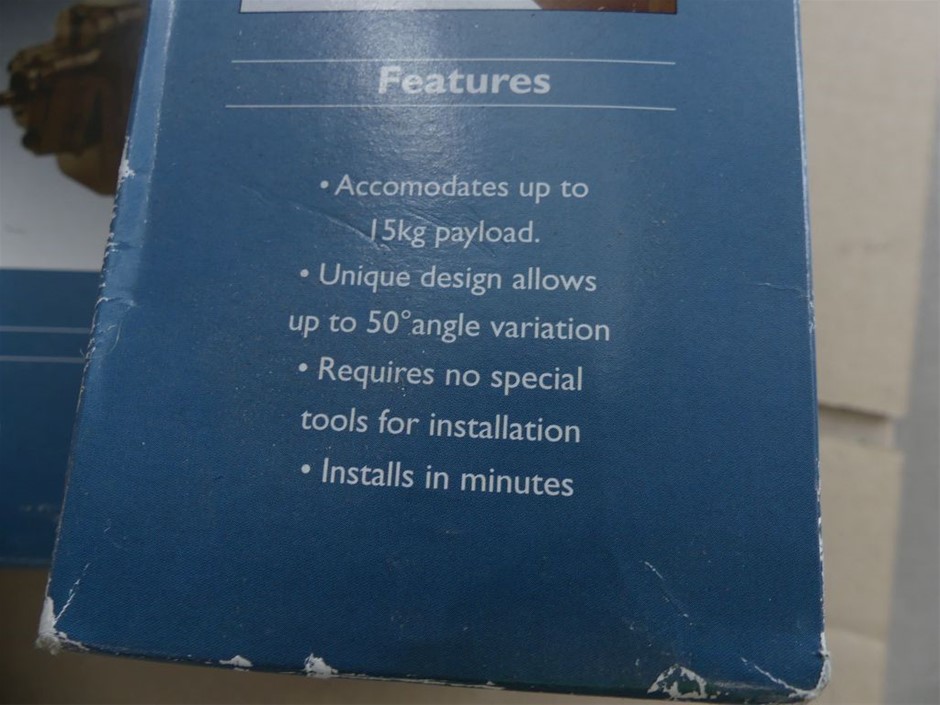 Features
• Accomodates up to
15kg payload.
• Unique design allows
up to 50°angle variation
• Requires no special
tools for installation
• Installs in minutes